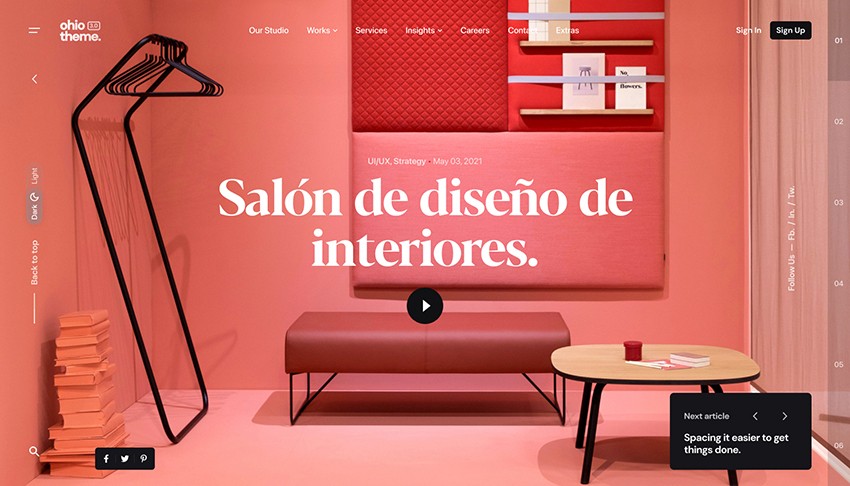 ohio 3.0
theme.
Our Studio
Works
Services
Insights
Careers
Contact
Extras
Sign In
Sign Up
01
No.
flowers.
02
UI/UX, Strategy • May 03, 2021
Salón de diseño de
interiores.
Light
Dark
Back to top
Follow Us — Fb. / In. / Tw.
03
04
05
06
Next article
Spacing it easier to get
things done.